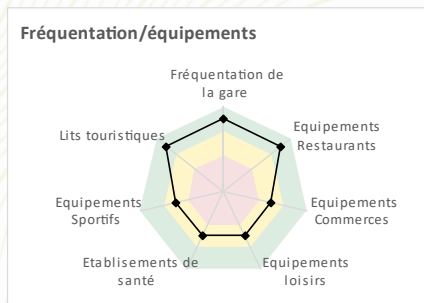 Fréquentation/équipements
Fréquentation de
la gare
Equipements
Restaurants
Equipements
Commerces
Equipements
loisirs
Etablisements de
santé
Equipements
Sportifs
Lits touristiques